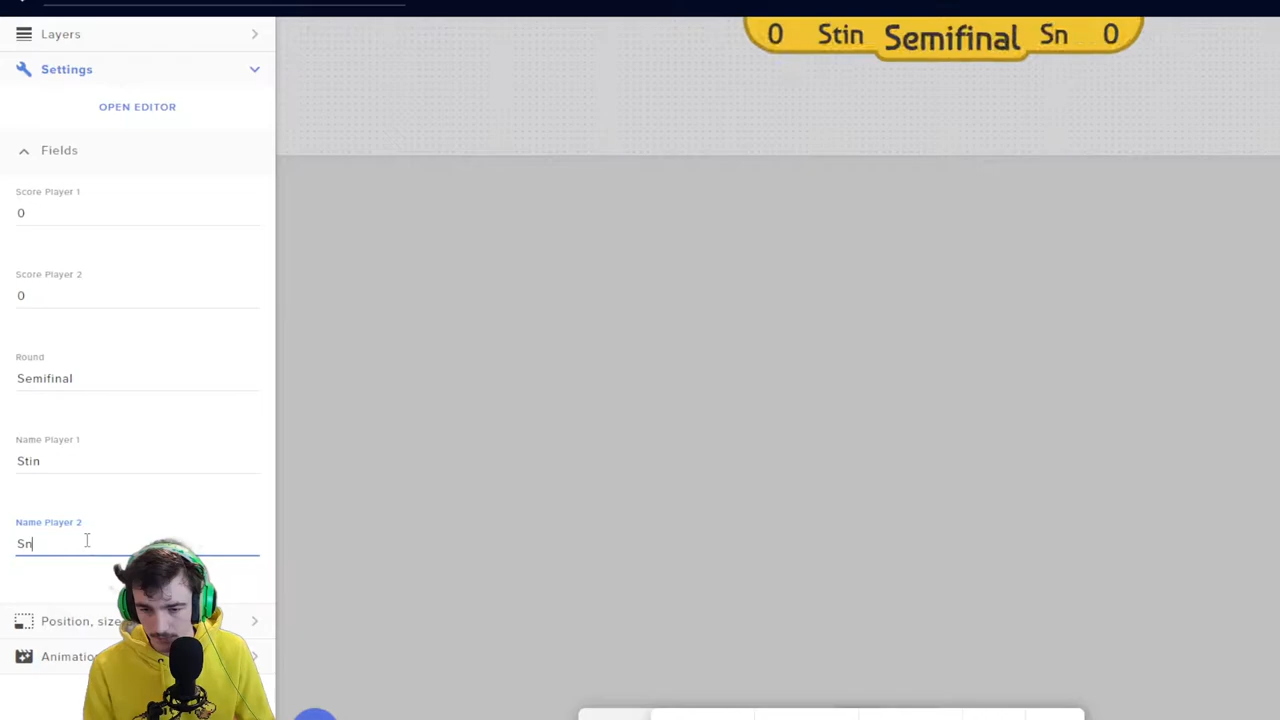 Layers
0 Stin Semifinal Sn 0
Settings
OPEN EDITOR
Fields
Score Player 1
0
Score Player 2
0
Round
Semifinal
Name Player 1
Stin
Name Player 2
Sn
Position, size